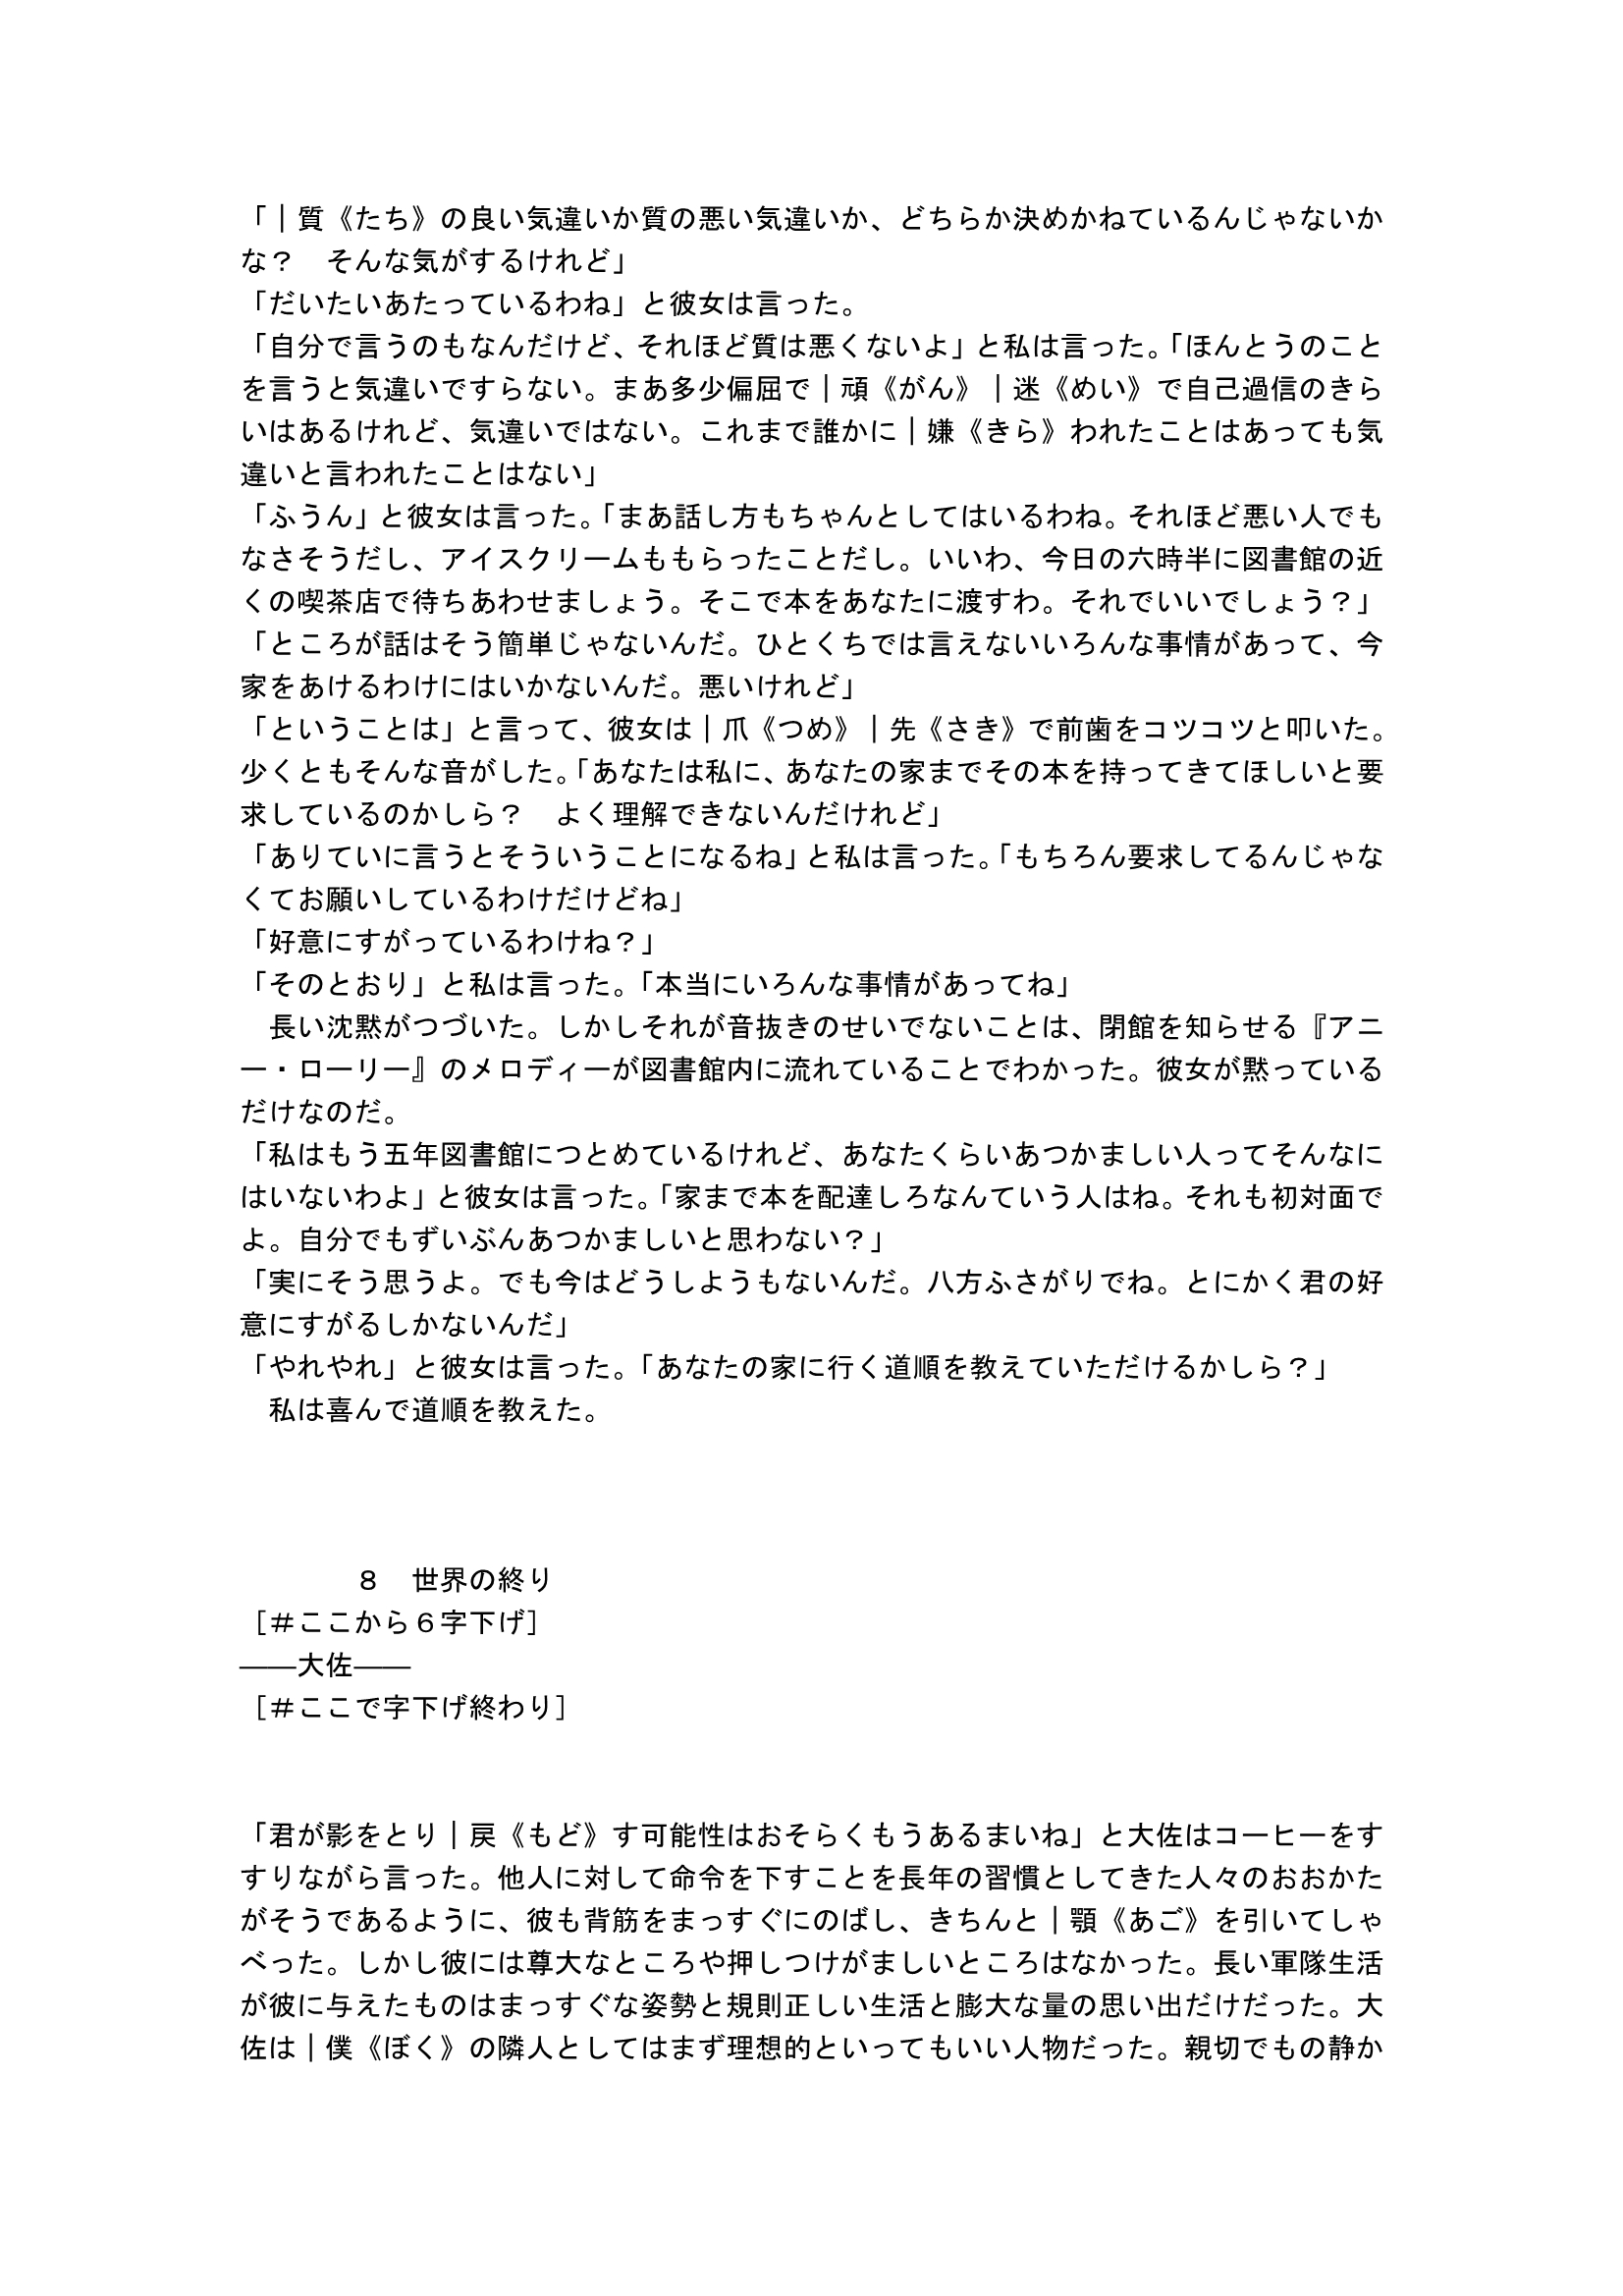 「｜質《たち》の良い気違いか質の悪い気違いか、どちらか決めかねているんじゃないか
な？　そんな気がするけれど」
「だいたいあたっているわね」と彼女は言った。
「自分で言うのもなんだけど、それほど質は悪くないよ」と私は言った。「ほんとうのこと
を言うと気違いですらない。まあ多少偏屈で｜頑《がん》｜迷《めい》で自己過信のきら
いはあるけれど、気違いではない。これまで誰かに｜嫌《きら》われたことはあっても気
違いと言われたことはない」
「ふうん」と彼女は言った。「まあ話し方もちゃんとしてはいるわね。それほど悪い人でも
なさそうだし、アイスクリームももらったことだし。いいわ、今日の六時半に図書館の近
くの喫茶店で待ちあわせましょう。そこで本をあなたに渡すわ。それでいいでしょう？」
「ところが話はそう簡単じゃないんだ。ひとくちでは言えないいろんな事情があって、今
家をあけるわけにはいかないんだ。悪いけれど」
「ということは」と言って、彼女は｜爪《つめ》｜先《さき》で前歯をコツコツと叩いた。
少くともそんな音がした。「あなたは私に、あなたの家までその本を持ってきてほしいと要
求しているのかしら？　よく理解できないんだけれど」
「ありていに言うとそういうことになるね」と私は言った。「もちろん要求してるんじゃな
くてお願いしているわけだけどね」
「好意にすがっているわけね？」
「そのとおり」と私は言った。「本当にいろんな事情があってね」
　長い沈黙がつづいた。しかしそれが音抜きのせいでないことは、閉館を知らせる『アニ
ー・ローリー』のメロディーが図書館内に流れていることでわかった。彼女が黙っている
だけなのだ。
「私はもう五年図書館につとめているけれど、あなたくらいあつかましい人ってそんなに
はいないわよ」と彼女は言った。「家まで本を配達しろなんていう人はね。それも初対面で
よ。自分でもずいぶんあつかましいと思わない？」
「実にそう思うよ。でも今はどうしようもないんだ。八方ふさがりでね。とにかく君の好
意にすがるしかないんだ」
「やれやれ」と彼女は言った。「あなたの家に行く道順を教えていただけるかしら？」
　私は喜んで道順を教えた。
８　世界の終り
［＃ここから６字下げ］
――大佐――
［＃ここで字下げ終わり］
「君が影をとり｜戻《もど》す可能性はおそらくもうあるまいね」と大佐はコーヒーをす
すりながら言った。他人に対して命令を下すことを長年の習慣としてきた人々のおおかた
がそうであるように、彼も背筋をまっすぐにのばし、きちんと｜顎《あご》を引いてしゃ
べった。しかし彼には尊大なところや押しつけがましいところはなかった。長い軍隊生活
が彼に与えたものはまっすぐな姿勢と規則正しい生活と膨大な量の思い出だけだった。大
佐は｜僕《ぼく》の隣人としてはまず理想的といってもいい人物だった。親切でもの静か